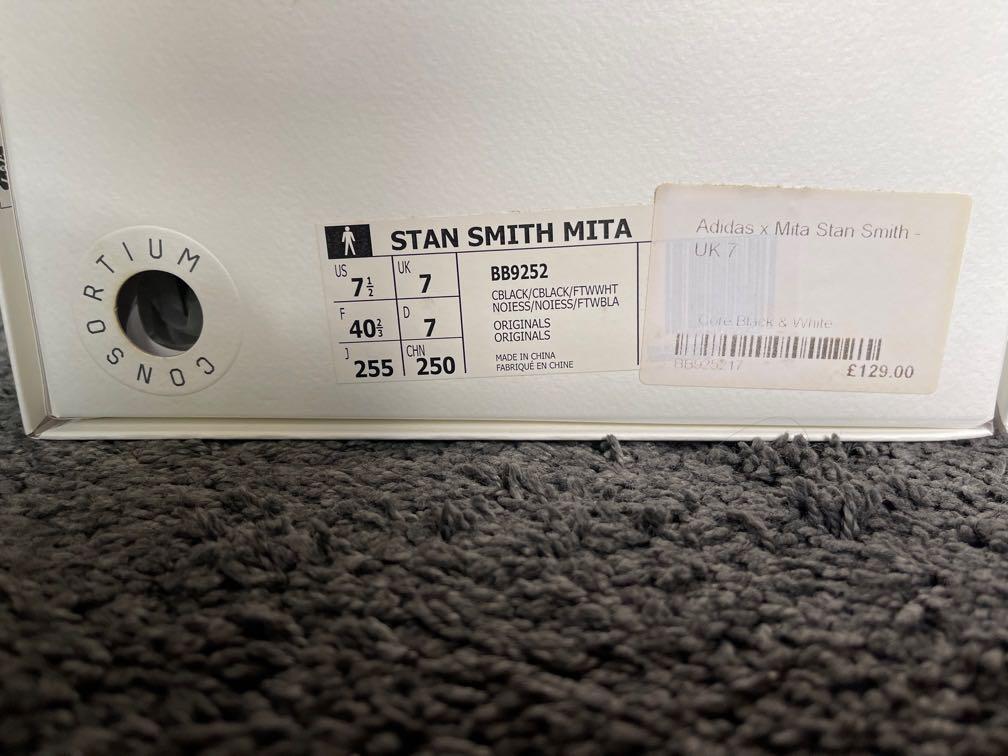 CONSORTIUM
STAN SMITH MITA
US 7½
UK 7
F 40⅔
D 7
J 255
CHN 250
BB9252
CBLACK/CBLACK/FTWWHT
NOIESS/NOIESS/FTWBLA
ORIGINALS
ORIGINALS
MADE IN CHINA
FABRIQUÉ EN CHINE
Adidas x Mita Stan Smith -
UK 7
Core Black & White
BB925217
£129.00